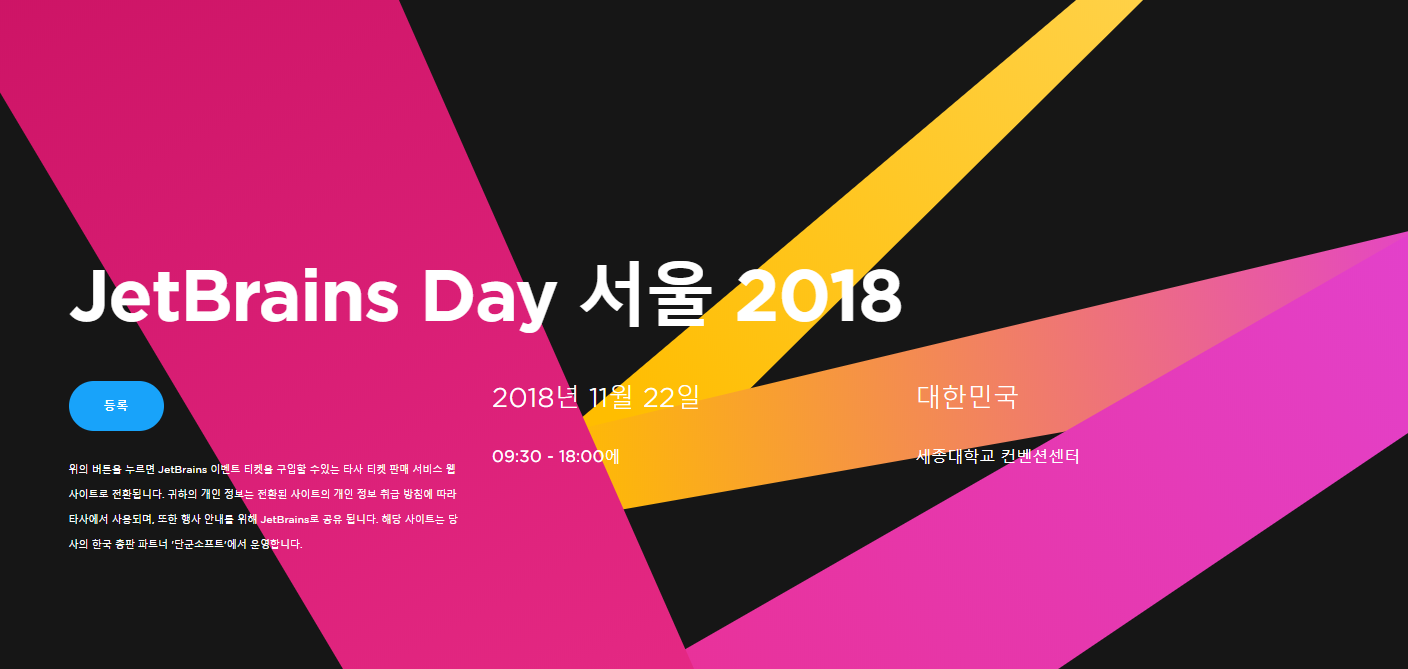 JetBrains Day 서울 2018
등록
2018년 11월 22일
대한민국
09:30 - 18:00에
세종대학교 컨벤션센터
위의 버튼을 누르면 JetBrains 이벤트 티켓을 구입할 수있는 타사 티켓 판매 서비스 웹
사이트로 전환됩니다. 귀하의 개인 정보는 전환된 사이트의 개인 정보 취급 방침에 따라
타사에서 사용되며, 또한 행사 안내를 위해 JetBrains로 공유 됩니다. 해당 사이트는 당
사의 한국 총판 파트너 '단군소프트'에서 운영합니다.